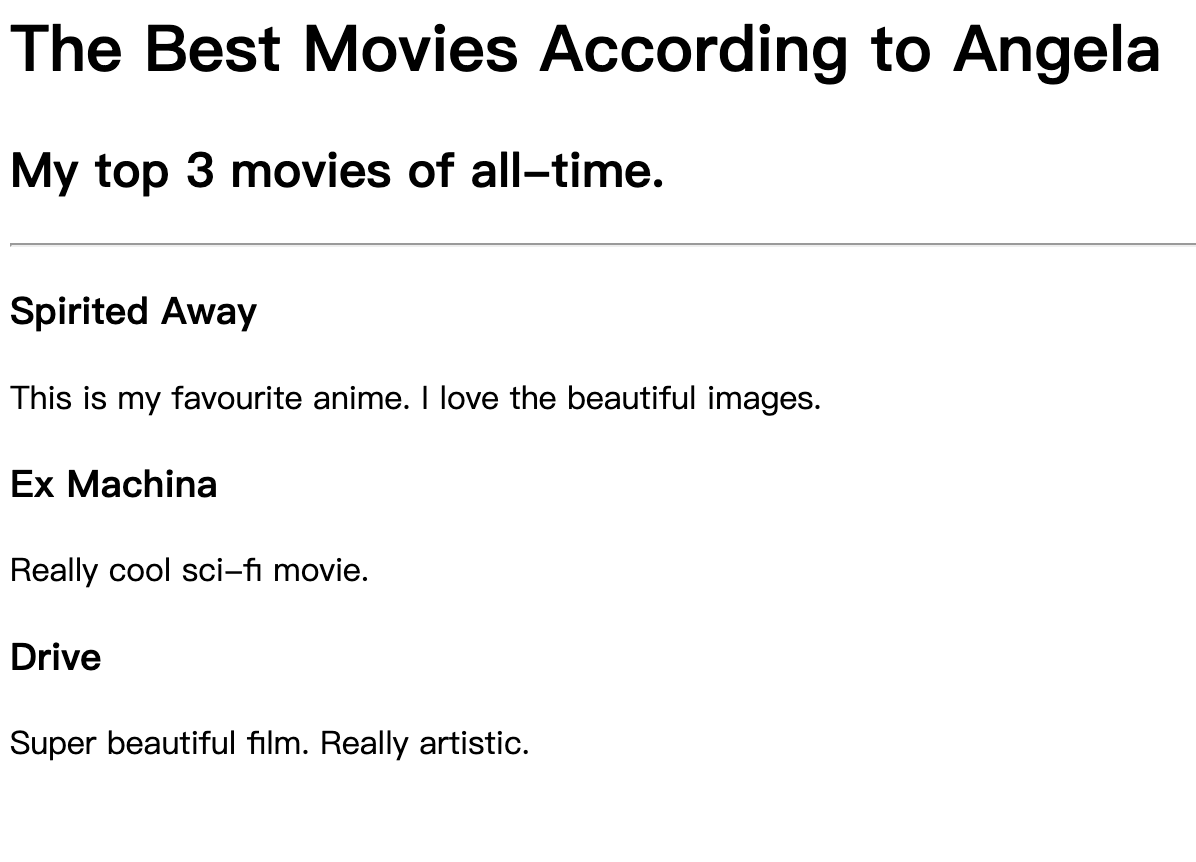 The Best Movies According to Angela
My top 3 movies of all-time.
Spirited Away
This is my favourite anime. I love the beautiful images.
Ex Machina
Really cool sci-fi movie.
Drive
Super beautiful film. Really artistic.